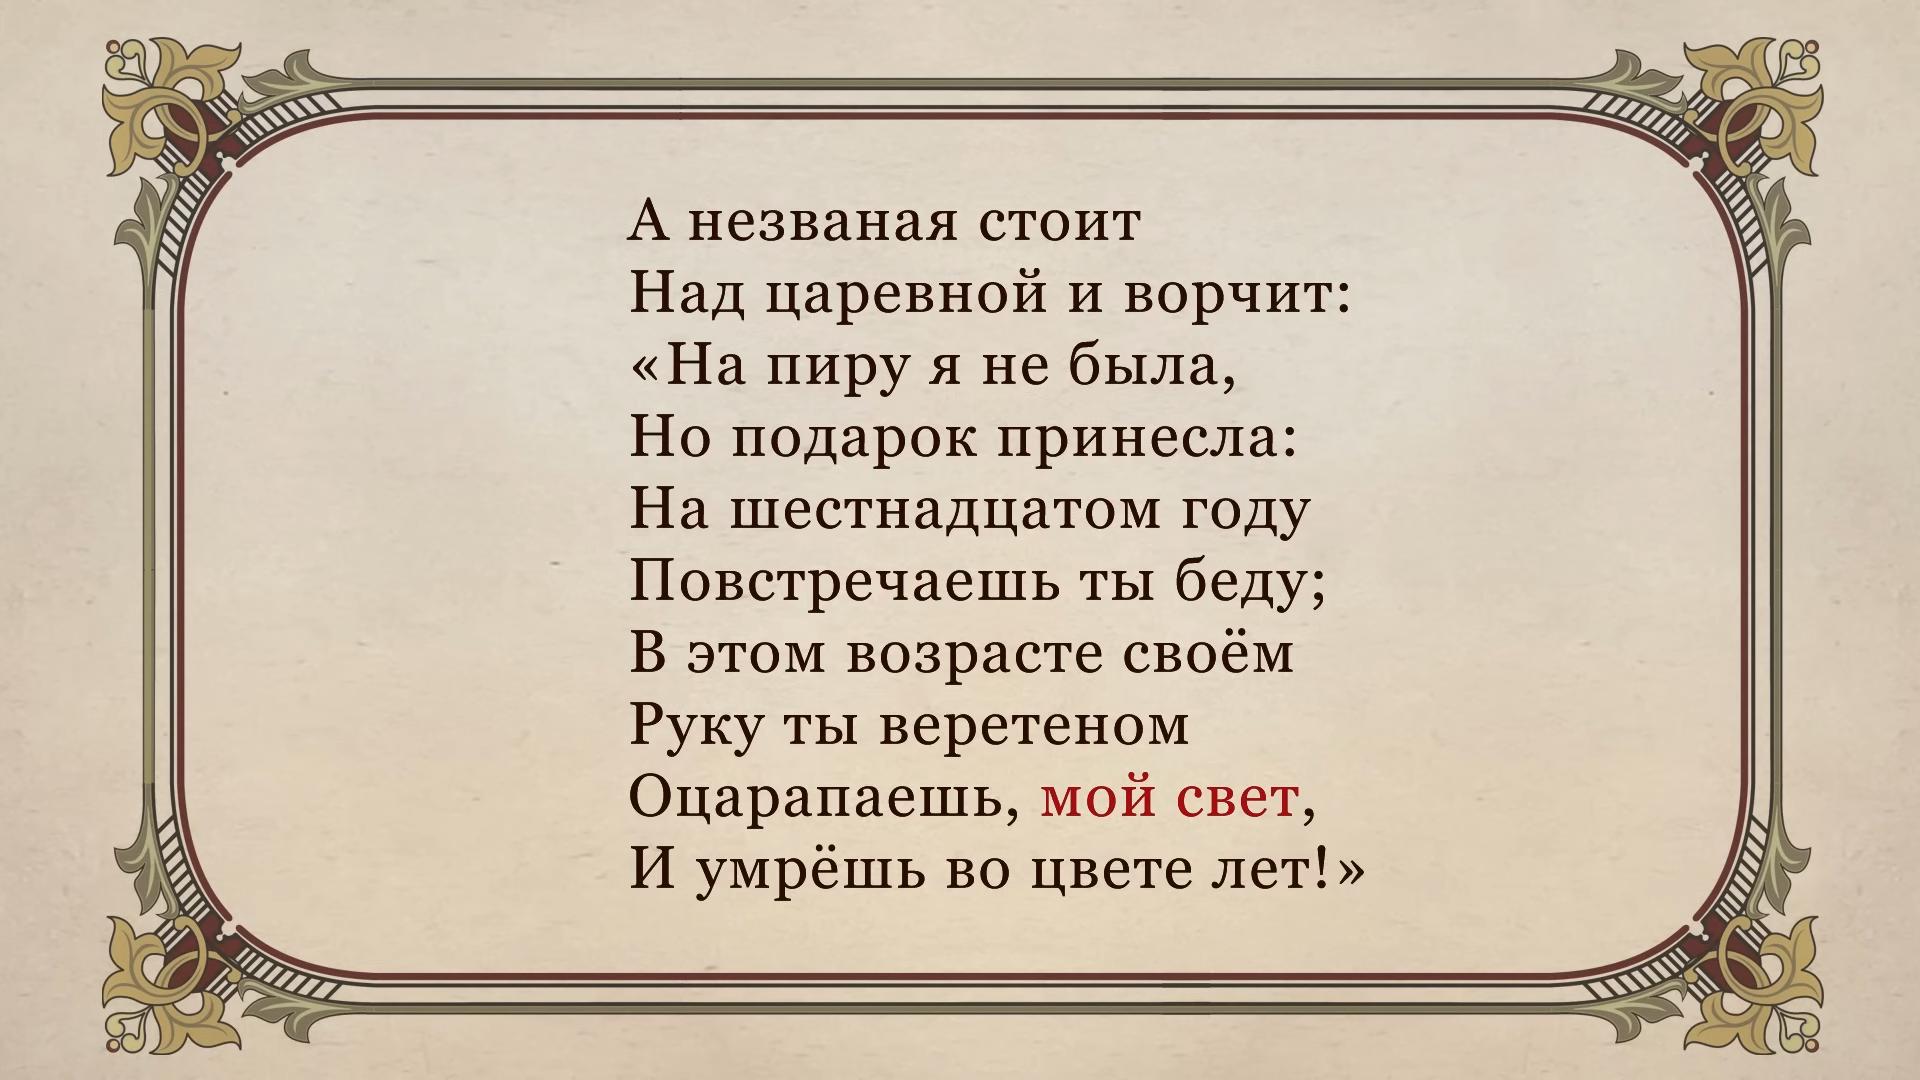 А незваная стоит
Над царевной и ворчит:
«На пиру я не была,
Но подарок принесла:
На шестнадцатом году
Повстречаешь ты беду;
В этом возрасте своём
Руку ты веретеном
Оцарапаешь, мой свет,
И умрёшь во цвете лет!»